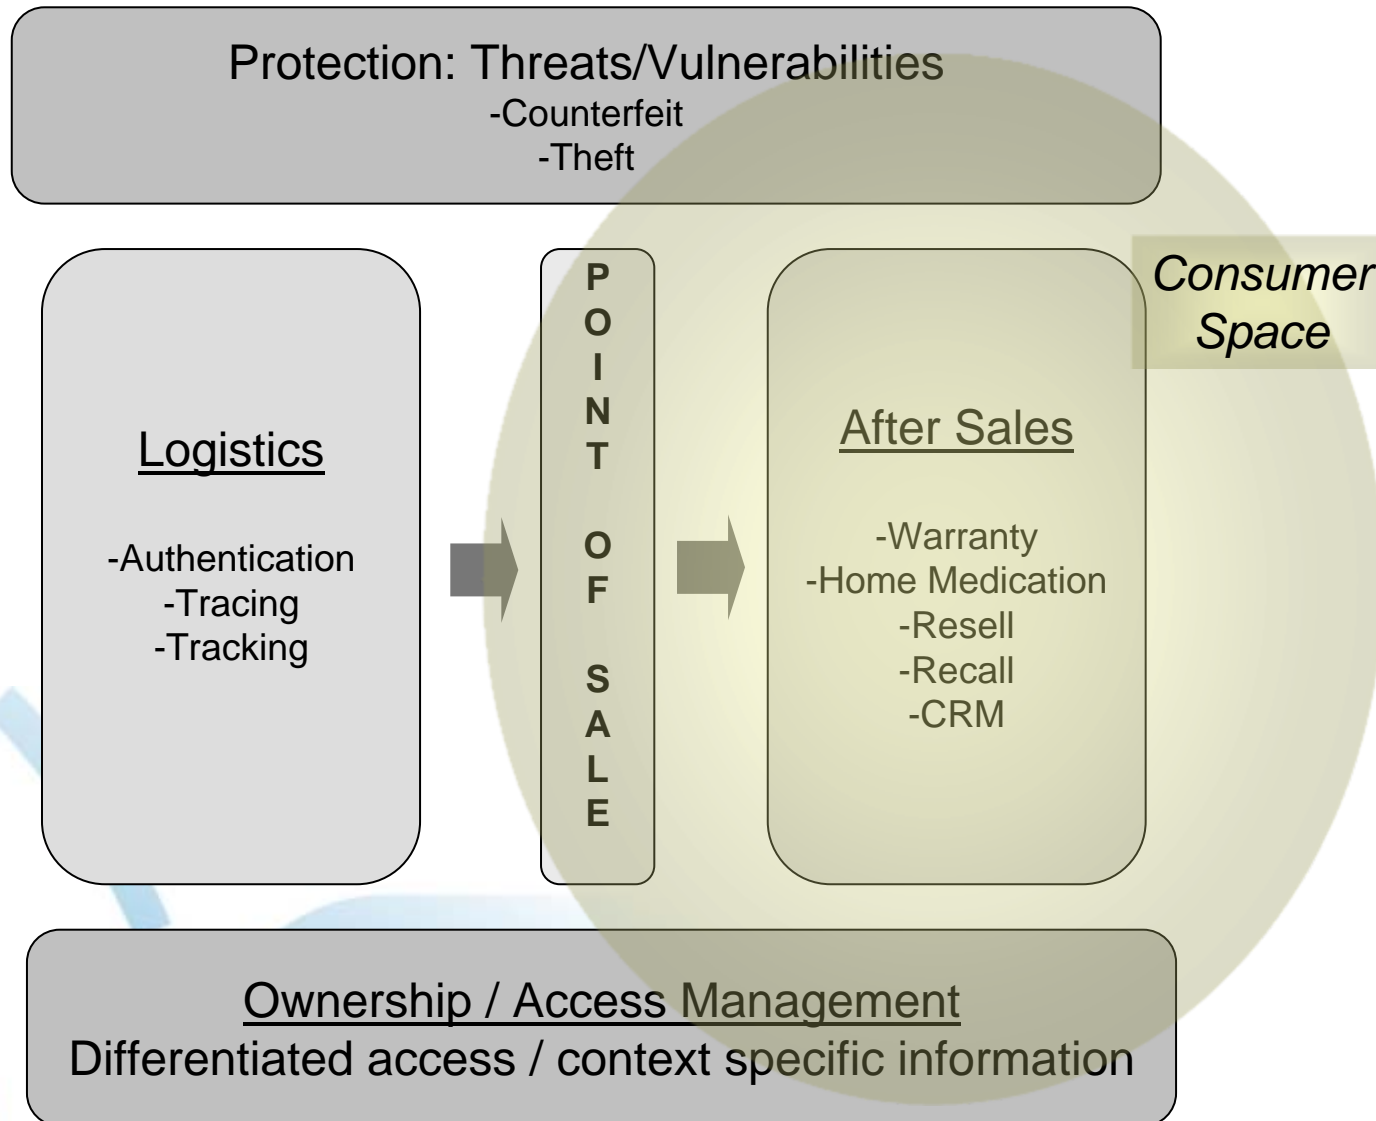 Protection: Threats/Vulnerabilities
-Counterfeit
-Theft
Logistics
-Authentication
-Tracing
-Tracking
P
O
I
N
T
O
F
S
A
L
E
After Sales
-Warranty
-Home Medication
-Resell
-Recall
-CRM
Consumer
Space
Ownership / Access Management
Differentiated access / context specific information